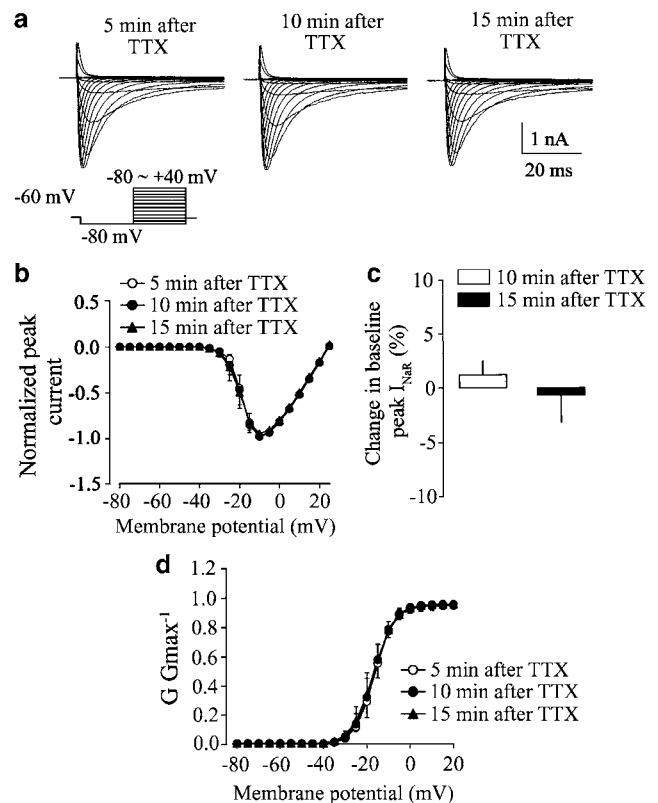 a
5 min after
TTX
10 min after
TTX
15 min after
TTX
1 nA
20 ms
-80 ~ +40 mV
-60 mV
-80 mV
b
5 min after TTX
10 min after TTX
15 min after TTX
Normalized peak
current
0.5
0.0
-0.5
-1.0
-1.5
-80 -60 -40 -20 0 20
Membrane potential (mV)
c
10 min after TTX
15 min after TTX
Change in baseline
peak I_NaR (%)
10
5
0
-5
-10
d
G Gmax⁻¹
1.2
1.0
0.8
0.6
0.4
0.2
0.0
5 min after TTX
10 min after TTX
15 min after TTX
-80 -60 -40 -20 0 20
Membrane potential (mV)